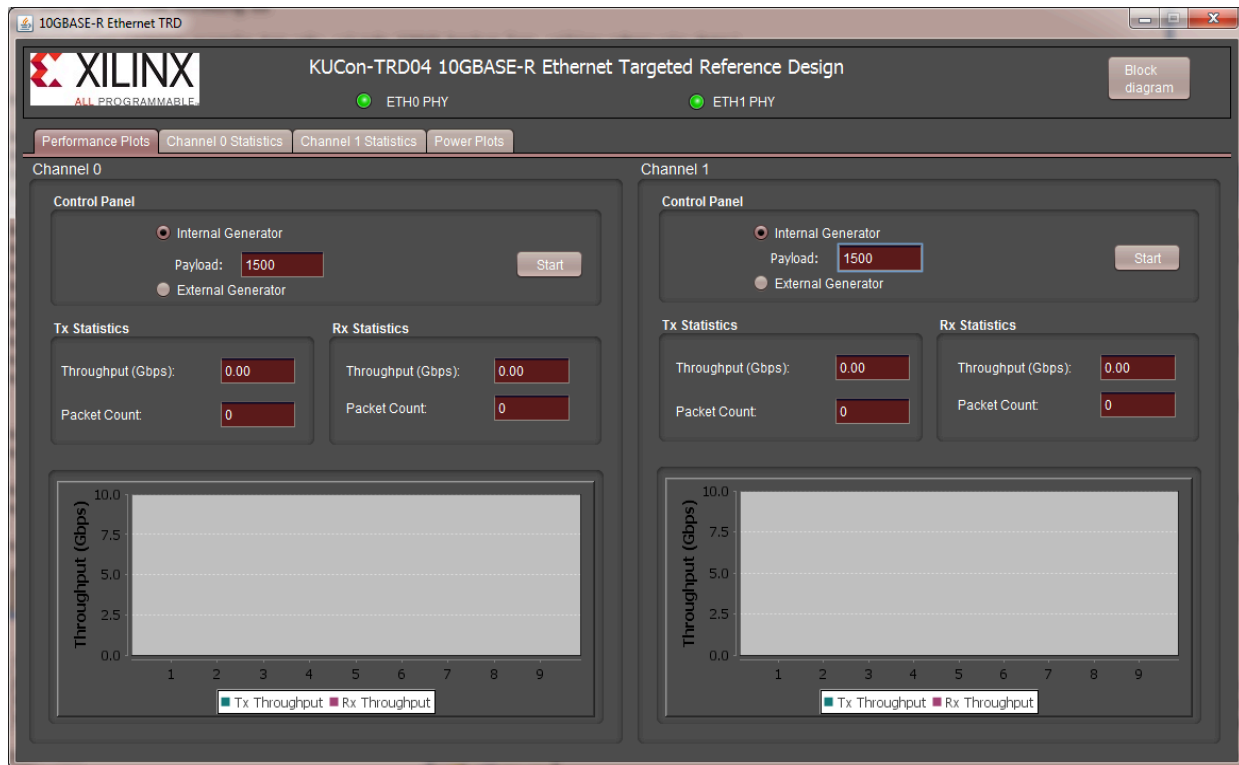 10GBASE-R Ethernet TRD
XILINX
ALL PROGRAMMABLE
KUCon-TRD04 10GBASE-R Ethernet Targeted Reference Design
ETH0 PHY
ETH1 PHY
Block
diagram
Performance Plots Channel 0 Statistics Channel 1 Statistics Power Plots
Channel 0
Control Panel
Internal Generator
Payload: 1500
Start
External Generator
Tx Statistics
Throughput (Gbps): 0.00
Packet Count: 0
Rx Statistics
Throughput (Gbps): 0.00
Packet Count: 0
Throughput (Gbps)
10.0
7.5
5.0
2.5
0.0
1 2 3 4 5 6 7 8 9
Tx Throughput Rx Throughput
Channel 1
Control Panel
Internal Generator
Payload: 1500
Start
External Generator
Tx Statistics
Throughput (Gbps): 0.00
Packet Count: 0
Rx Statistics
Throughput (Gbps): 0.00
Packet Count: 0
Throughput (Gbps)
10.0
7.5
5.0
2.5
0.0
1 2 3 4 5 6 7 8 9
Tx Throughput Rx Throughput